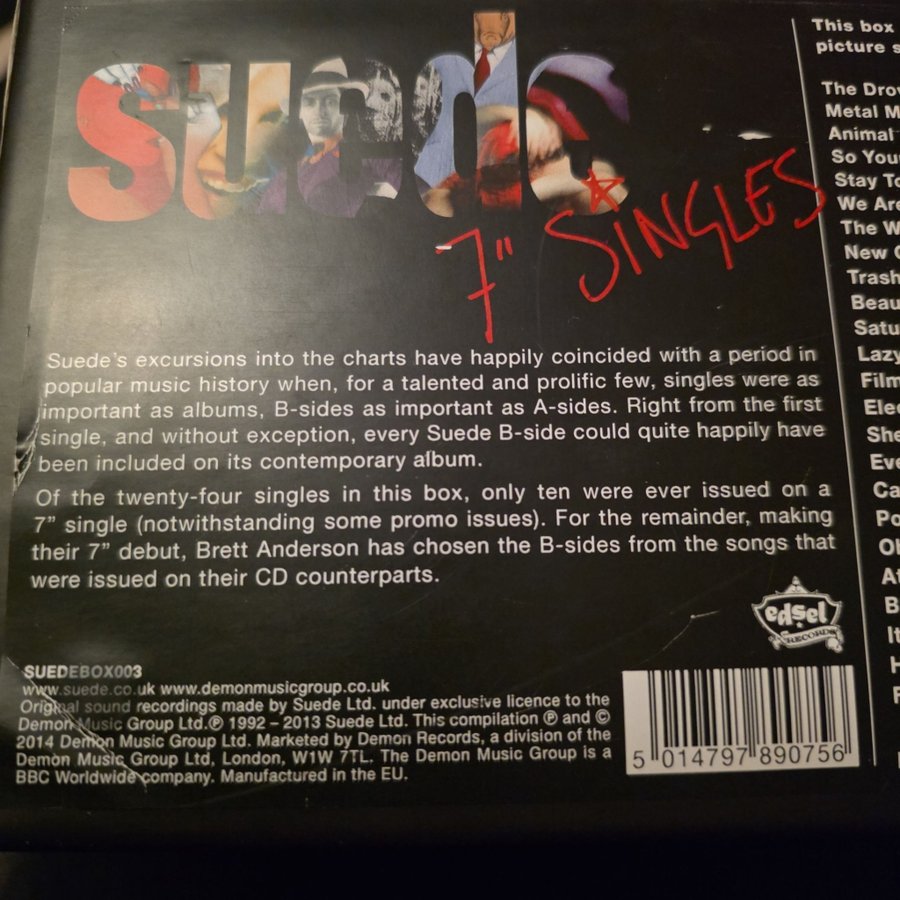 suede
7" SiNGLES
Suede's excursions into the charts have happily coincided with a period in
popular music history when, for a talented and prolific few, singles were as
important as albums, B-sides as important as A-sides. Right from the first
single, and without exception, every Suede B-side could quite happily have
been included on its contemporary album.
Of the twenty-four singles in this box, only ten were ever issued on a
7" single (notwithstanding some promo issues). For the remainder, making
their 7" debut, Brett Anderson has chosen the B-sides from the songs that
were issued on their CD counterparts.
edsel
RECORDS
SUEDEBOX003
www.suede.co.uk www.demonmusicgroup.co.uk
Original sound recordings made by Suede Ltd. under exclusive licence to the
Demon Music Group Ltd.℗ 1992 – 2013 Suede Ltd. This compilation ℗ and ©
2014 Demon Music Group Ltd. Marketed by Demon Records, a division of the
Demon Music Group Ltd, London, W1W 7TL. The Demon Music Group is a
BBC Worldwide company. Manufactured in the EU.
5 014797 890756
This box
picture s
The Drov
Metal M
Animal
So Your
Stay To
We Are
The W
New G
Trash
Beau
Satu
Lazy
Film
Elec
She
Eve
Ca
Po
Ob
At
B
It
H
F